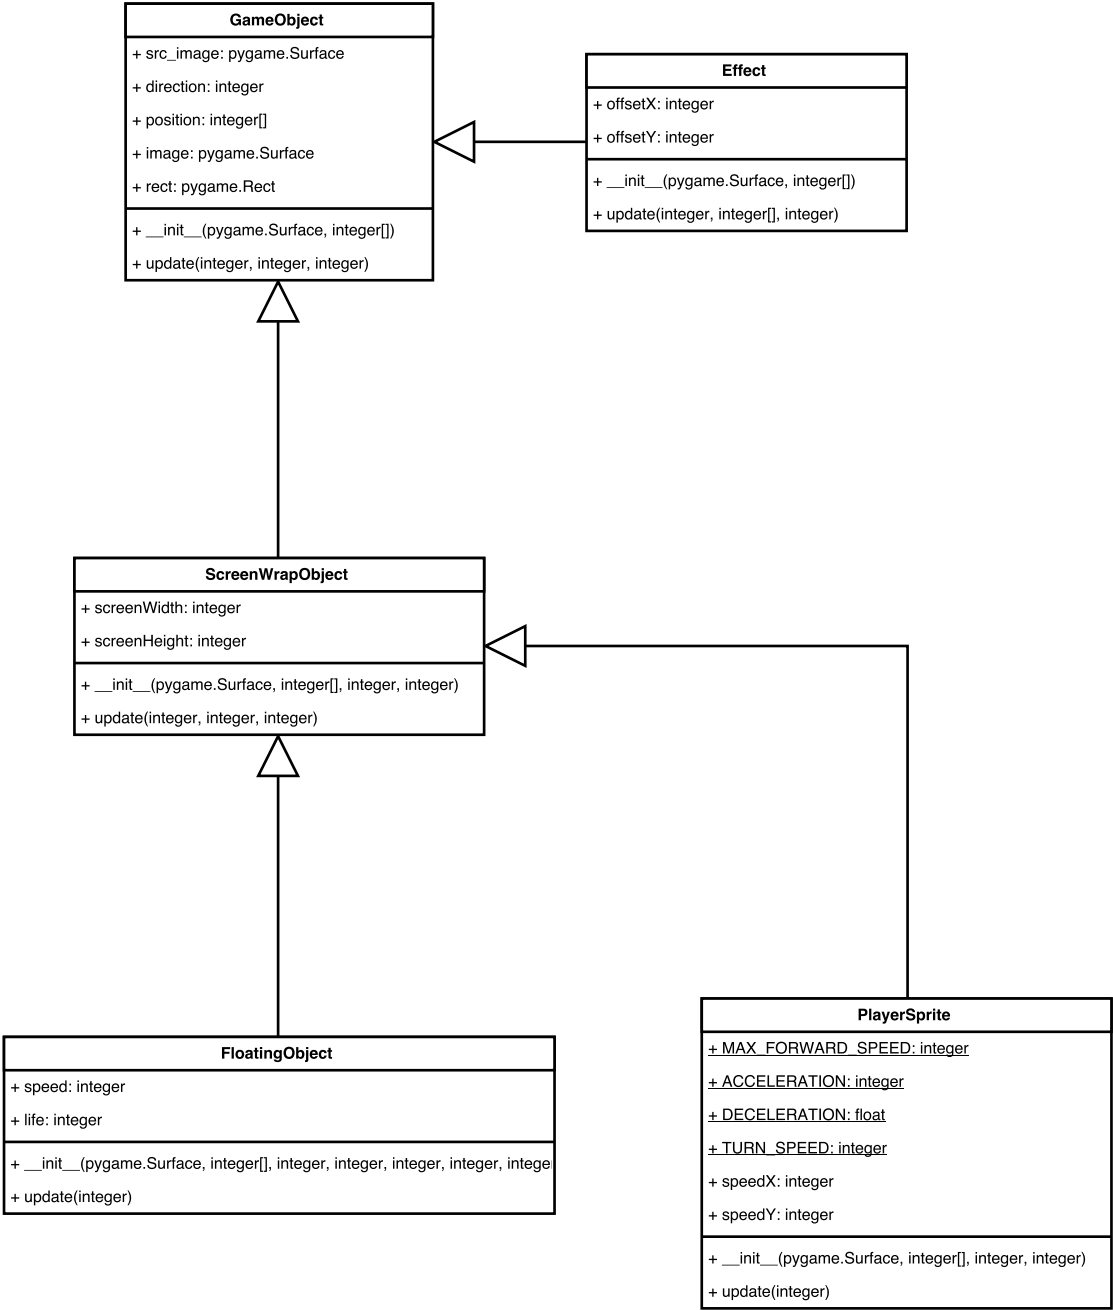 GameObject
+ src_image: pygame.Surface
+ direction: integer
+ position: integer[]
+ image: pygame.Surface
+ rect: pygame.Rect
+ __init__(pygame.Surface, integer[])
+ update(integer, integer, integer)
Effect
+ offsetX: integer
+ offsetY: integer
+ __init__(pygame.Surface, integer[])
+ update(integer, integer[], integer)
ScreenWrapObject
+ screenWidth: integer
+ screenHeight: integer
+ __init__(pygame.Surface, integer[], integer, integer)
+ update(integer, integer, integer)
FloatingObject
+ speed: integer
+ life: integer
+ __init__(pygame.Surface, integer[], integer, integer, integer, integer, intege
+ update(integer)
PlayerSprite
+ MAX_FORWARD_SPEED: integer
+ ACCELERATION: integer
+ DECELERATION: float
+ TURN_SPEED: integer
+ speedX: integer
+ speedY: integer
+ __init__(pygame.Surface, integer[], integer, integer)
+ update(integer)